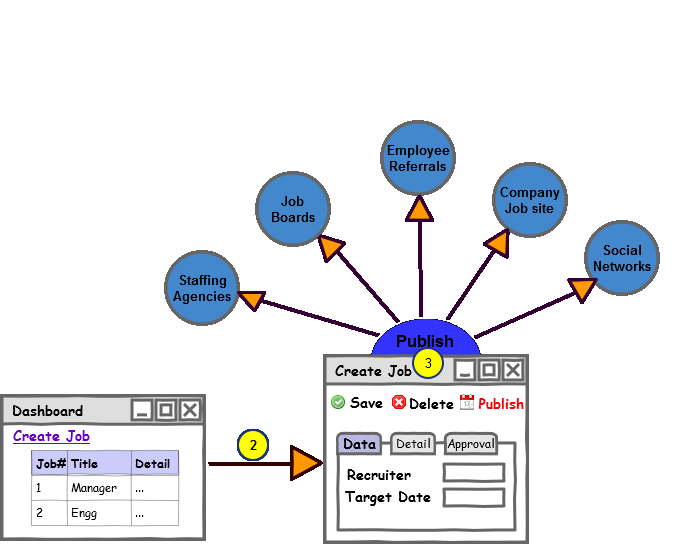 Employee
Referrals
Job
Boards
Company
Job site
Social
Networks
Staffing
Agencies
Publish
3
Create Job
Save
Delete
Publish
Dashboard
Create Job
Job# Title Detail
1 Manager ...
2 Engg ...
2
Data Detail Approval
Recruiter
Target Date